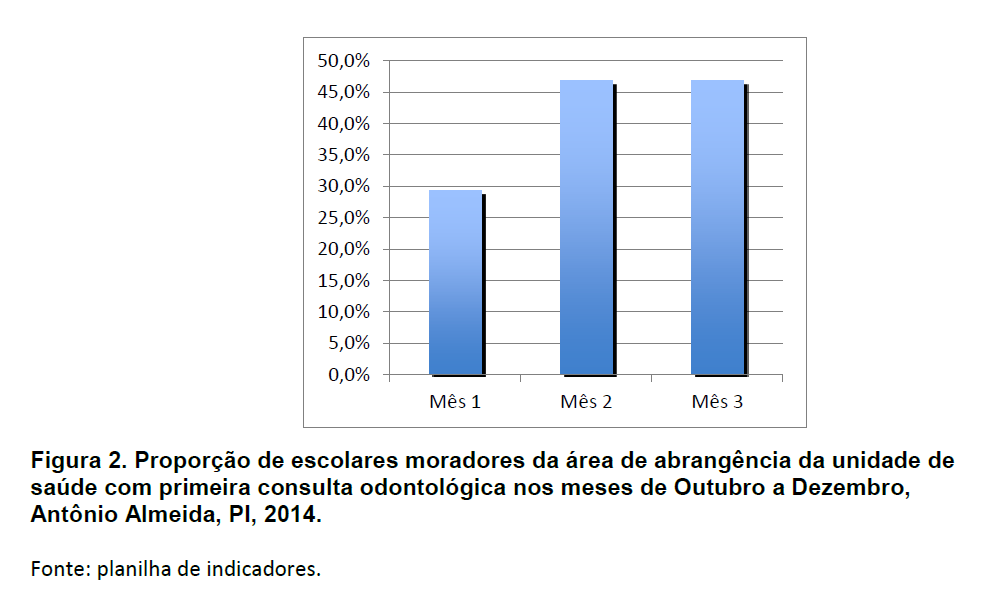 50,0%
45,0%
40,0%
35,0%
30,0%
25,0%
20,0%
15,0%
10,0%
5,0%
0,0%
Mês 1 Mês 2 Mês 3
Figura 2. Proporção de escolares moradores da área de abrangência da unidade de
saúde com primeira consulta odontológica nos meses de Outubro a Dezembro,
Antônio Almeida, PI, 2014.
Fonte: planilha de indicadores.